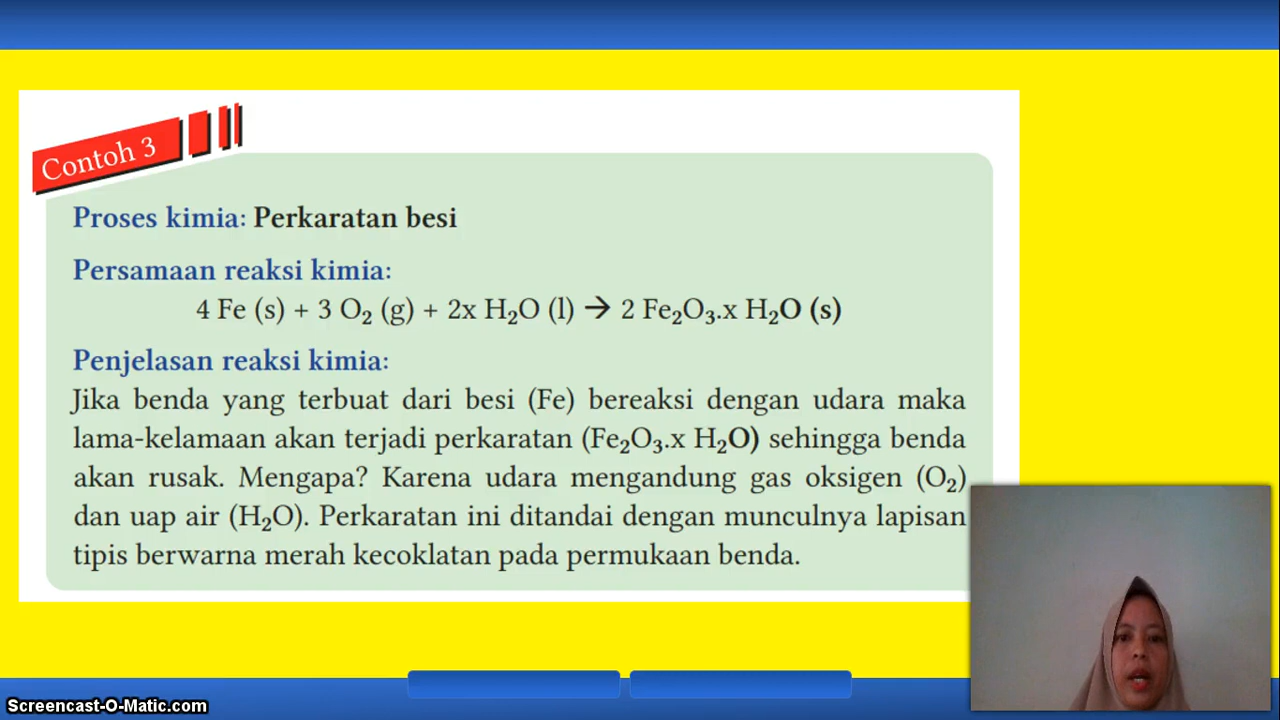 Contoh 3
Proses kimia: Perkaratan besi
Persamaan reaksi kimia:
4 Fe (s) + 3 O₂ (g) + 2x H₂O (l) → 2 Fe₂O₃.x H₂O (s)
Penjelasan reaksi kimia:
Jika benda yang terbuat dari besi (Fe) bereaksi dengan udara maka
lama-kelamaan akan terjadi perkaratan (Fe₂O₃.x H₂O) sehingga benda
akan rusak. Mengapa? Karena udara mengandung gas oksigen (O₂)
dan uap air (H₂O). Perkaratan ini ditandai dengan munculnya lapisan
tipis berwarna merah kecoklatan pada permukaan benda.
Screencast-O-Matic.com